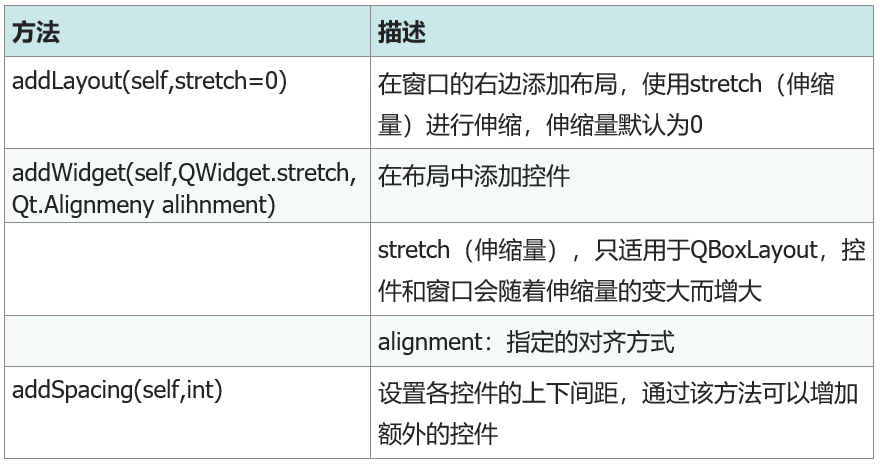 方法 描述
addLayout(self,stretch=0) 在窗口的右边添加布局，使用stretch（伸缩
量）进行伸缩，伸缩量默认为0
addWidget(self,QWidget.stretch, 在布局中添加控件
Qt.Alignmeny alihnment)
stretch（伸缩量），只适用于QBoxLayout，控
件和窗口会随着伸缩量的变大而增大
alignment：指定的对齐方式
addSpacing(self,int) 设置各控件的上下间距，通过该方法可以增加
额外的控件